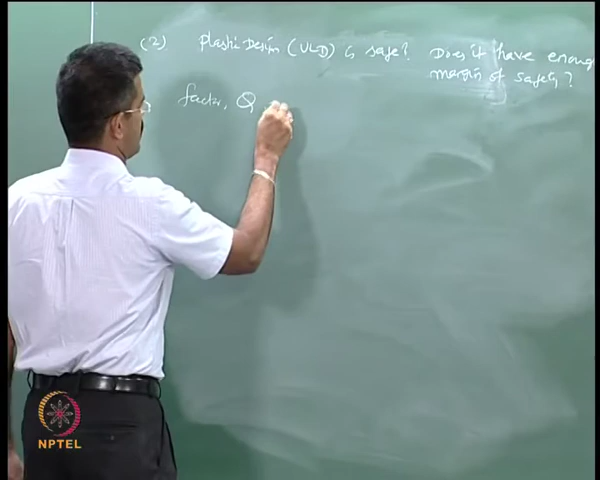 (2) Plastic Design (ULD) is safe? Does it have enough
margin of safety?
factor, Q
NPTEL